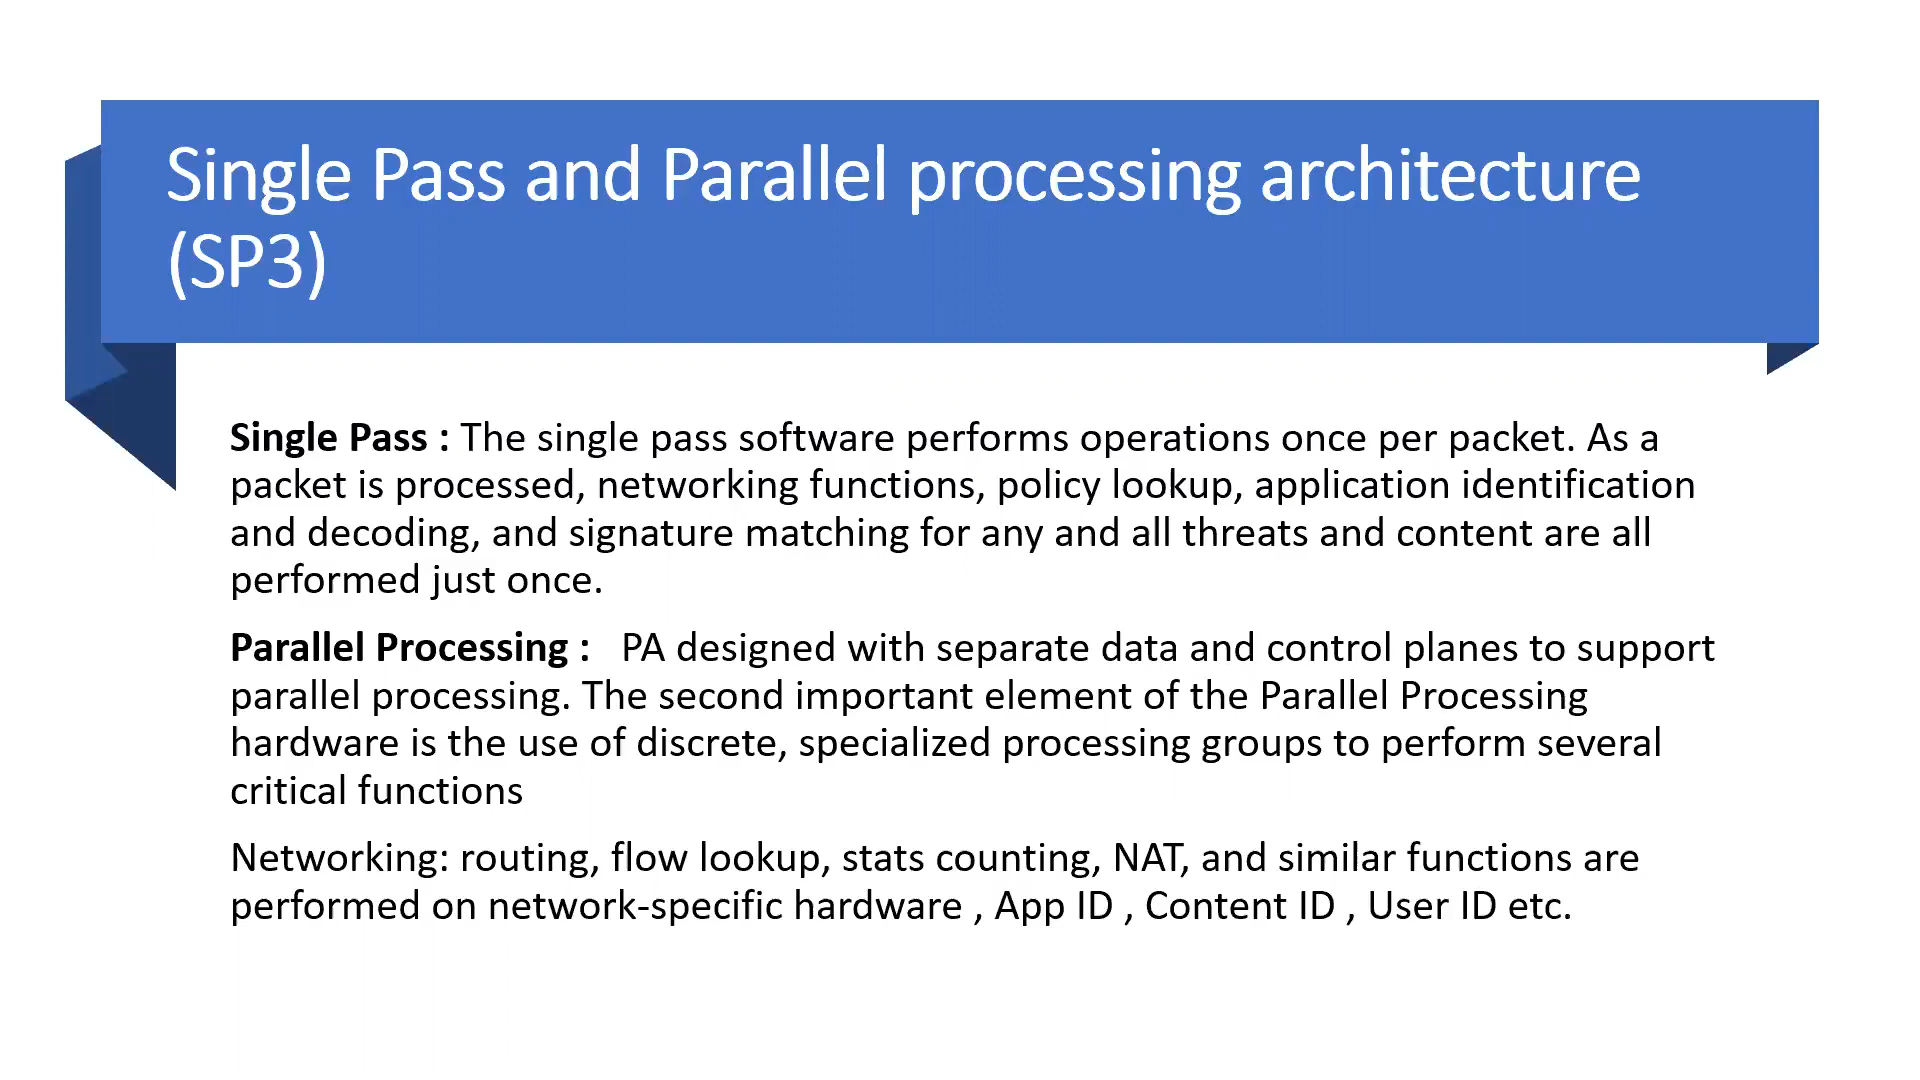 Single Pass and Parallel processing architecture
(SP3)
Single Pass : The single pass software performs operations once per packet. As a
packet is processed, networking functions, policy lookup, application identification
and decoding, and signature matching for any and all threats and content are all
performed just once.
Parallel Processing :   PA designed with separate data and control planes to support
parallel processing. The second important element of the Parallel Processing
hardware is the use of discrete, specialized processing groups to perform several
critical functions
Networking: routing, flow lookup, stats counting, NAT, and similar functions are
performed on network-specific hardware , App ID , Content ID , User ID etc.